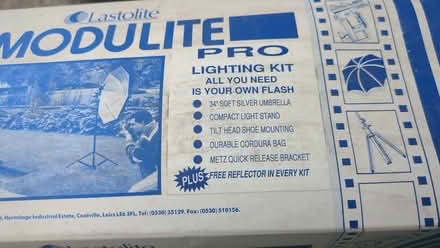 Lastolite
MODULITE
PRO
LIGHTING KIT
ALL YOU NEED
IS YOUR OWN FLASH
34" SOFT SILVER UMBRELLA
COMPACT LIGHT STAND
TILT HEAD SHOE MOUNTING
DURABLE CORDURA BAG
METZ QUICK RELEASE BRACKET
PLUS FREE REFLECTOR IN EVERY KIT
Hermitage Industrial Estate, Coalville, Leics LE6 3FL. Tel: (0530) 35129. Fax: (0530) 510156.
Lastolite